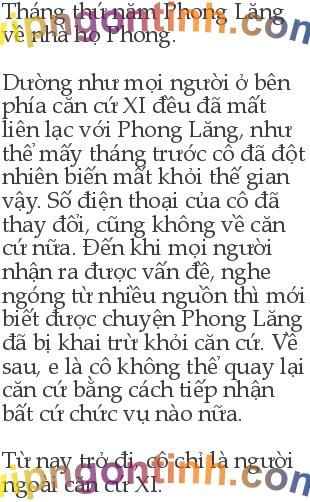 Tháng thứ năm Phong Lăng
về nhà họ Phong.
Dường như mọi người ở bên
phía căn cứ XI đều đã mất
liên lạc với Phong Lăng, như
thể mấy tháng trước cô đã đột
nhiên biến mất khỏi thế gian
vậy. Số điện thoại của cô đã
thay đổi, cũng không về căn
cứ nữa. Đến khi mọi người
nhận ra được vấn đề, nghe
ngóng từ nhiều nguồn thì mới
biết được chuyện Phong Lăng
đã bị khai trừ khỏi căn cứ. Về
sau, e là cô không thể quay lại
căn cứ bằng cách tiếp nhận
bất cứ chức vụ nào nữa.
Từ nay trở đi, cô chỉ là người
ngoài căn cứ XI.
vipngontinh.com
vipngontinh.com